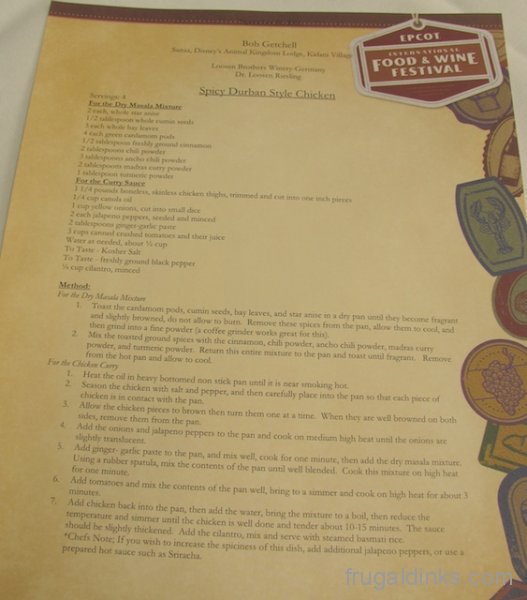 EPCOT
INTERNATIONAL
FOOD & WINE
FESTIVAL
Bob Getchell
Sanaa, Disney's Animal Kingdom Lodge, Kidani Village
Loosen Brothers Winery-Germany
Dr. Loosen Riesling
Spicy Durban Style Chicken
Servings: 4
For the Dry Masala Mixture
2 each, whole star anise
1/2 tablespoon whole cumin seeds
3 each whole bay leaves
4 each green cardamom pods
1/2 tablespoon freshly ground cinnamon
2 tablespoons chili powder
3 tablespoons ancho chili powder
2 tablespoons madras curry powder
1 tablespoon tumeric powder
For the Curry Sauce
1 1/4 pounds boneless, skinless chicken thighs, trimmed and cut into one inch pieces
1/4 cup canola oil
1 cup yellow onions, cut into small dice
2 each jalapeno peppers, seeded and minced
2 tablespoons ginger-garlic paste
3 cups canned crushed tomatoes and their juice
Water as needed, about ½ cup
To Taste - Kosher Salt
To Taste - freshly ground black pepper
cup cilantro, minced
Method:
For the Dry Masala Mixture
1. Toast the cardamom pods, cumin seeds, bay leaves, and star anise in a dry pan until they become fragrant
and slightly browned, do not allow to burn. Remove these spices from the pan, allow them to cool, and
then grind into a fine powder (a coffee grinder works great for this).
2. Mix the toasted ground spices with the cinnamon, chili powder, ancho chili powder, madras curry
powder, and turmeric powder. Return this entire mixture to the pan and toast until fragrant. Remove
from the hot pan and allow to cool.
For the Chicken Curry
1. Heat the oil in heavy bottomed non stick pan until it is near smoking hot.
2. Season the chicken with salt and pepper, and then carefully place into the pan so that each piece of
chicken is in contact with the pan.
3. Allow the chicken pieces to brown then turn them one at a time. When they are well browned on both
sides, remove them from the pan.
4. Add the onions and jalapeno peppers to the pan and cook on medium high heat until the onions are
slightly translucent.
5. Add ginger- garlic paste to the pan, and mix well, cook for one minute, then add the dry masala mixture.
Using a rubber spatula, mix the contents of the pan until well blended. Cook this mixture on high heat
for one minute.
6. Add tomatoes and mix the contents of the pan well, bring to a simmer and cook on high heat for about 3
minutes.
7. Add chicken back into the pan, then add the water, bring the mixture to a boil, then reduce the
temperature and simmer until the chicken is well done and tender about 10-15 minutes. The sauce
should be slightly thickened. Add the cilantro, mix and serve with steamed basmati rice.
*Chefs Note; If you wish to increase the spiciness of this dish, add additional jalapeno peppers, or use a
prepared hot sauce such as Sriracha.
frugaldinks.com